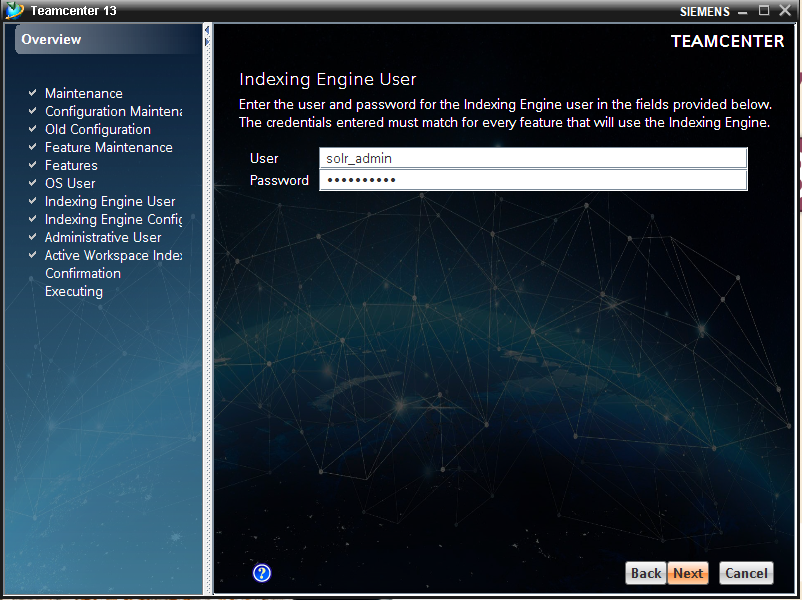 Teamcenter 13
SIEMENS
Overview
TEAMCENTER
Maintenance
Configuration Maintena
Old Configuration
Feature Maintenance
Features
OS User
Indexing Engine User
Indexing Engine Config
Administrative User
Active Workspace Index
Confirmation
Executing
Indexing Engine User
Enter the user and password for the Indexing Engine user in the fields provided below.
The credentials entered must match for every feature that will use the Indexing Engine.
User solr_admin
Password ••••••••••
?
Back Next Cancel